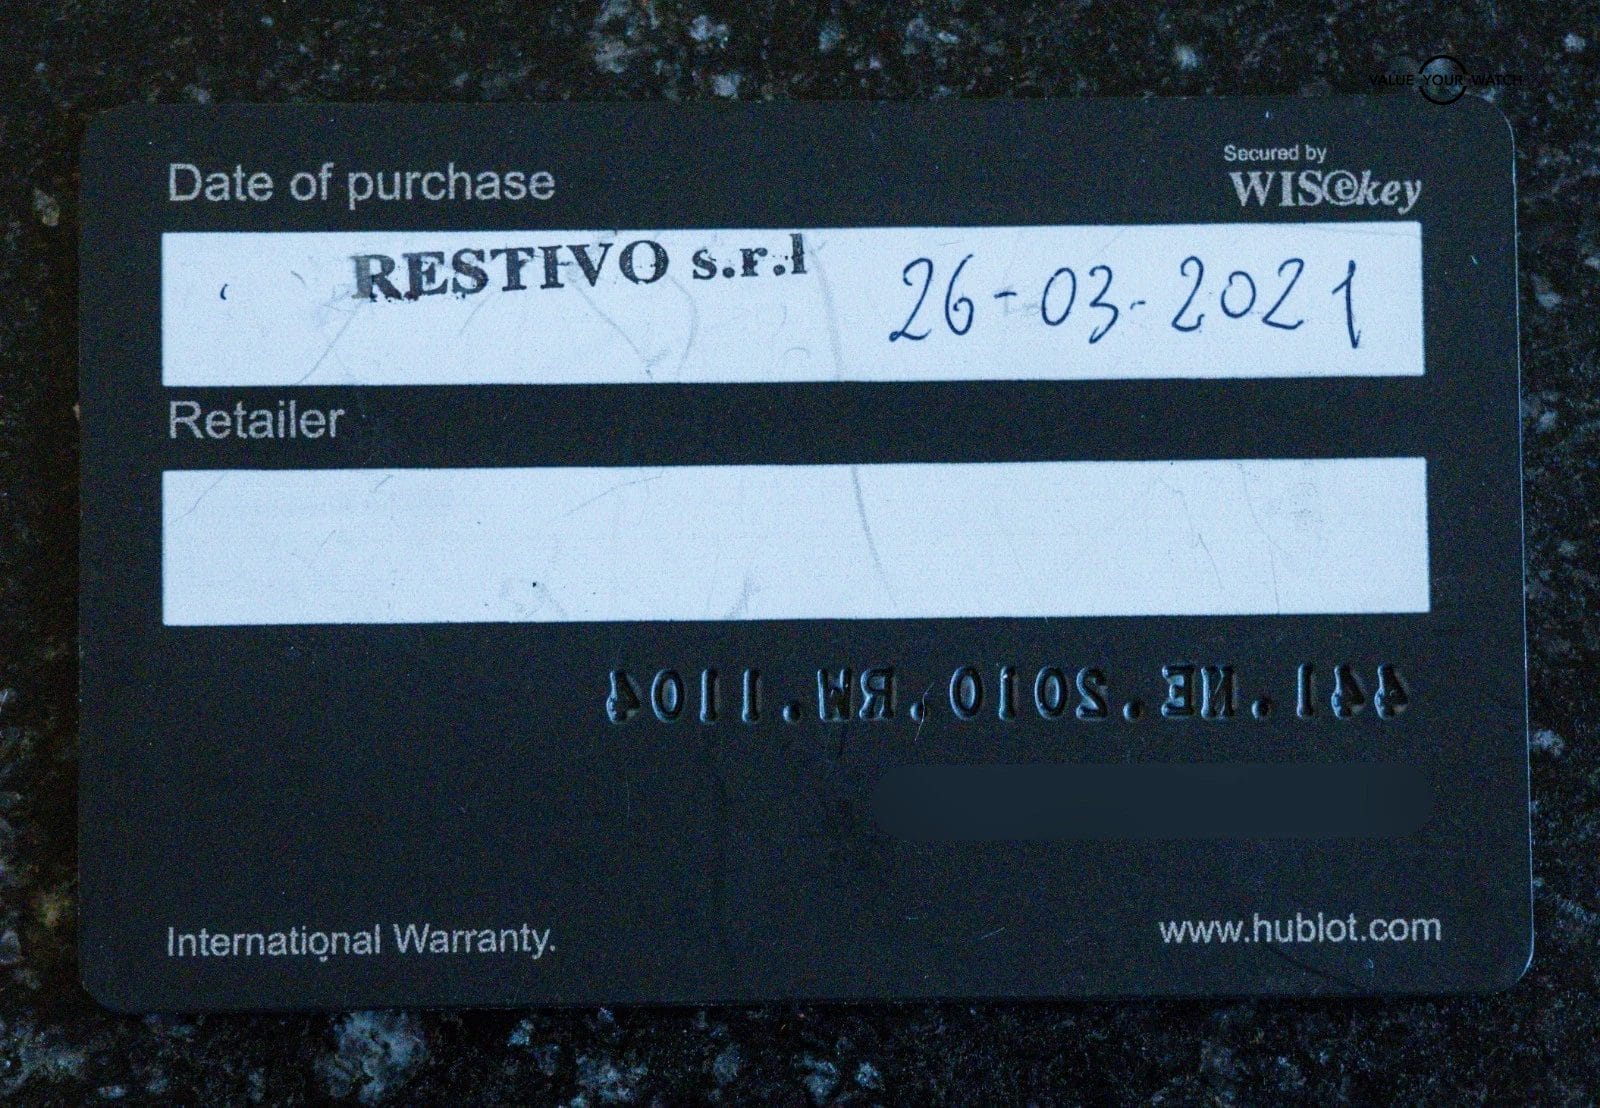 VALUE YOUR WATCH
Date of purchase
Secured by
WISekey
RESTIVO s.r.l 26-03-2021
Retailer
441.NE.2010.RW.1104
International Warranty.
www.hublot.com